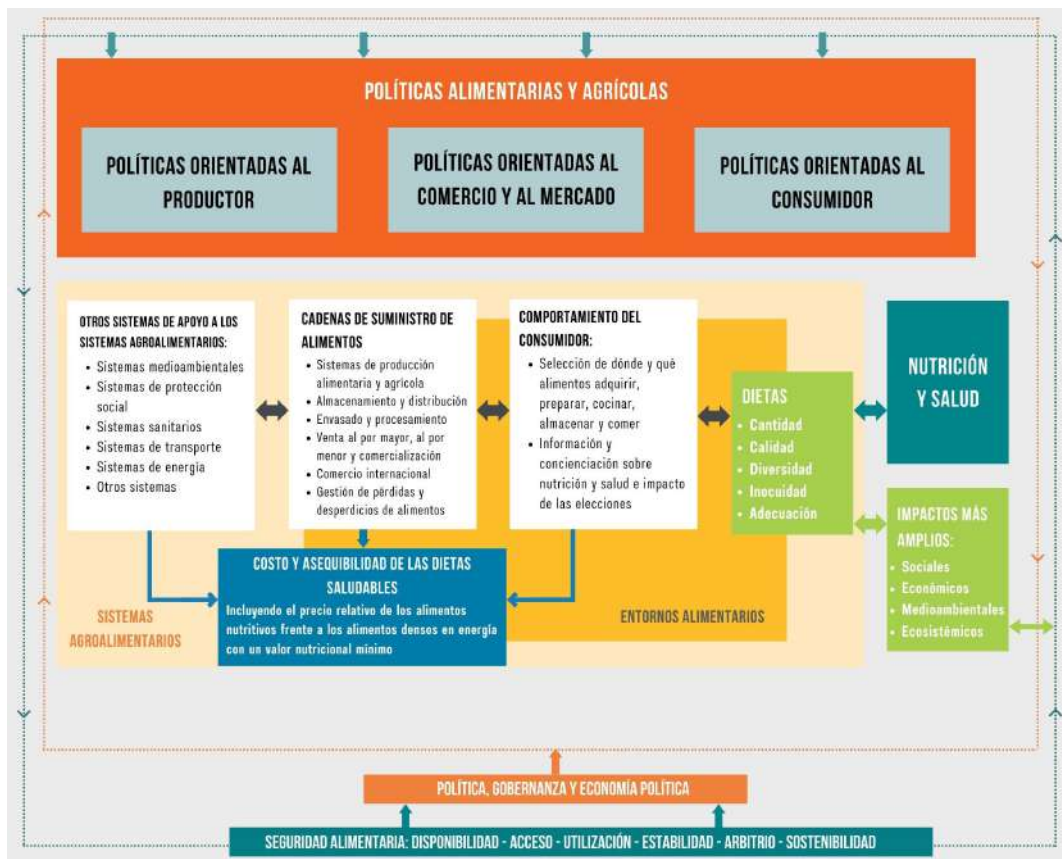 POLÍTICAS ALIMENTARIAS Y AGRÍCOLAS
POLÍTICAS ORIENTADAS AL
PRODUCTOR
POLÍTICAS ORIENTADAS AL
COMERCIO Y AL MERCADO
POLÍTICAS ORIENTADAS AL
CONSUMIDOR
OTROS SISTEMAS DE APOYO A LOS
SISTEMAS AGROALIMENTARIOS:
• Sistemas medioambientales
• Sistemas de protección
social
• Sistemas sanitarios
• Sistemas de transporte
• Sistemas de energía
• Otros sistemas
CADENAS DE SUMINISTRO DE
ALIMENTOS
• Sistemas de producción
alimentaria y agrícola
• Almacenamiento y distribución
• Envasado y procesamiento
• Venta al por mayor, al por
menor y comercialización
• Comercio internacional
• Gestión de pérdidas y
desperdicios de alimentos
COMPORTAMIENTO DEL
CONSUMIDOR:
• Selección de dónde y qué
alimentos adquirir,
preparar, cocinar,
almacenar y comer
• Información y
concienciación sobre
nutrición y salud e impacto
de las elecciones
DIETAS
• Cantidad
• Calidad
• Diversidad
• Inocuidad
• Adecuación
NUTRICIÓN
Y SALUD
IMPACTOS MÁS
AMPLIOS:
• Sociales
• Económicos
• Medioambientales
• Ecosistémicos
COSTO Y ASEQUIBILIDAD DE LAS DIETAS
SALUDABLES
Incluyendo el precio relativo de los alimentos
nutritivos frente a los alimentos densos en energía
con un valor nutricional mínimo
SISTEMAS
AGROALIMENTARIOS
ENTORNOS ALIMENTARIOS
POLÍTICA, GOBERNANZA Y ECONOMÍA POLÍTICA
SEGURIDAD ALIMENTARIA: DISPONIBILIDAD - ACCESO - UTILIZACIÓN - ESTABILIDAD - ARBITRIO - SOSTENIBILIDAD